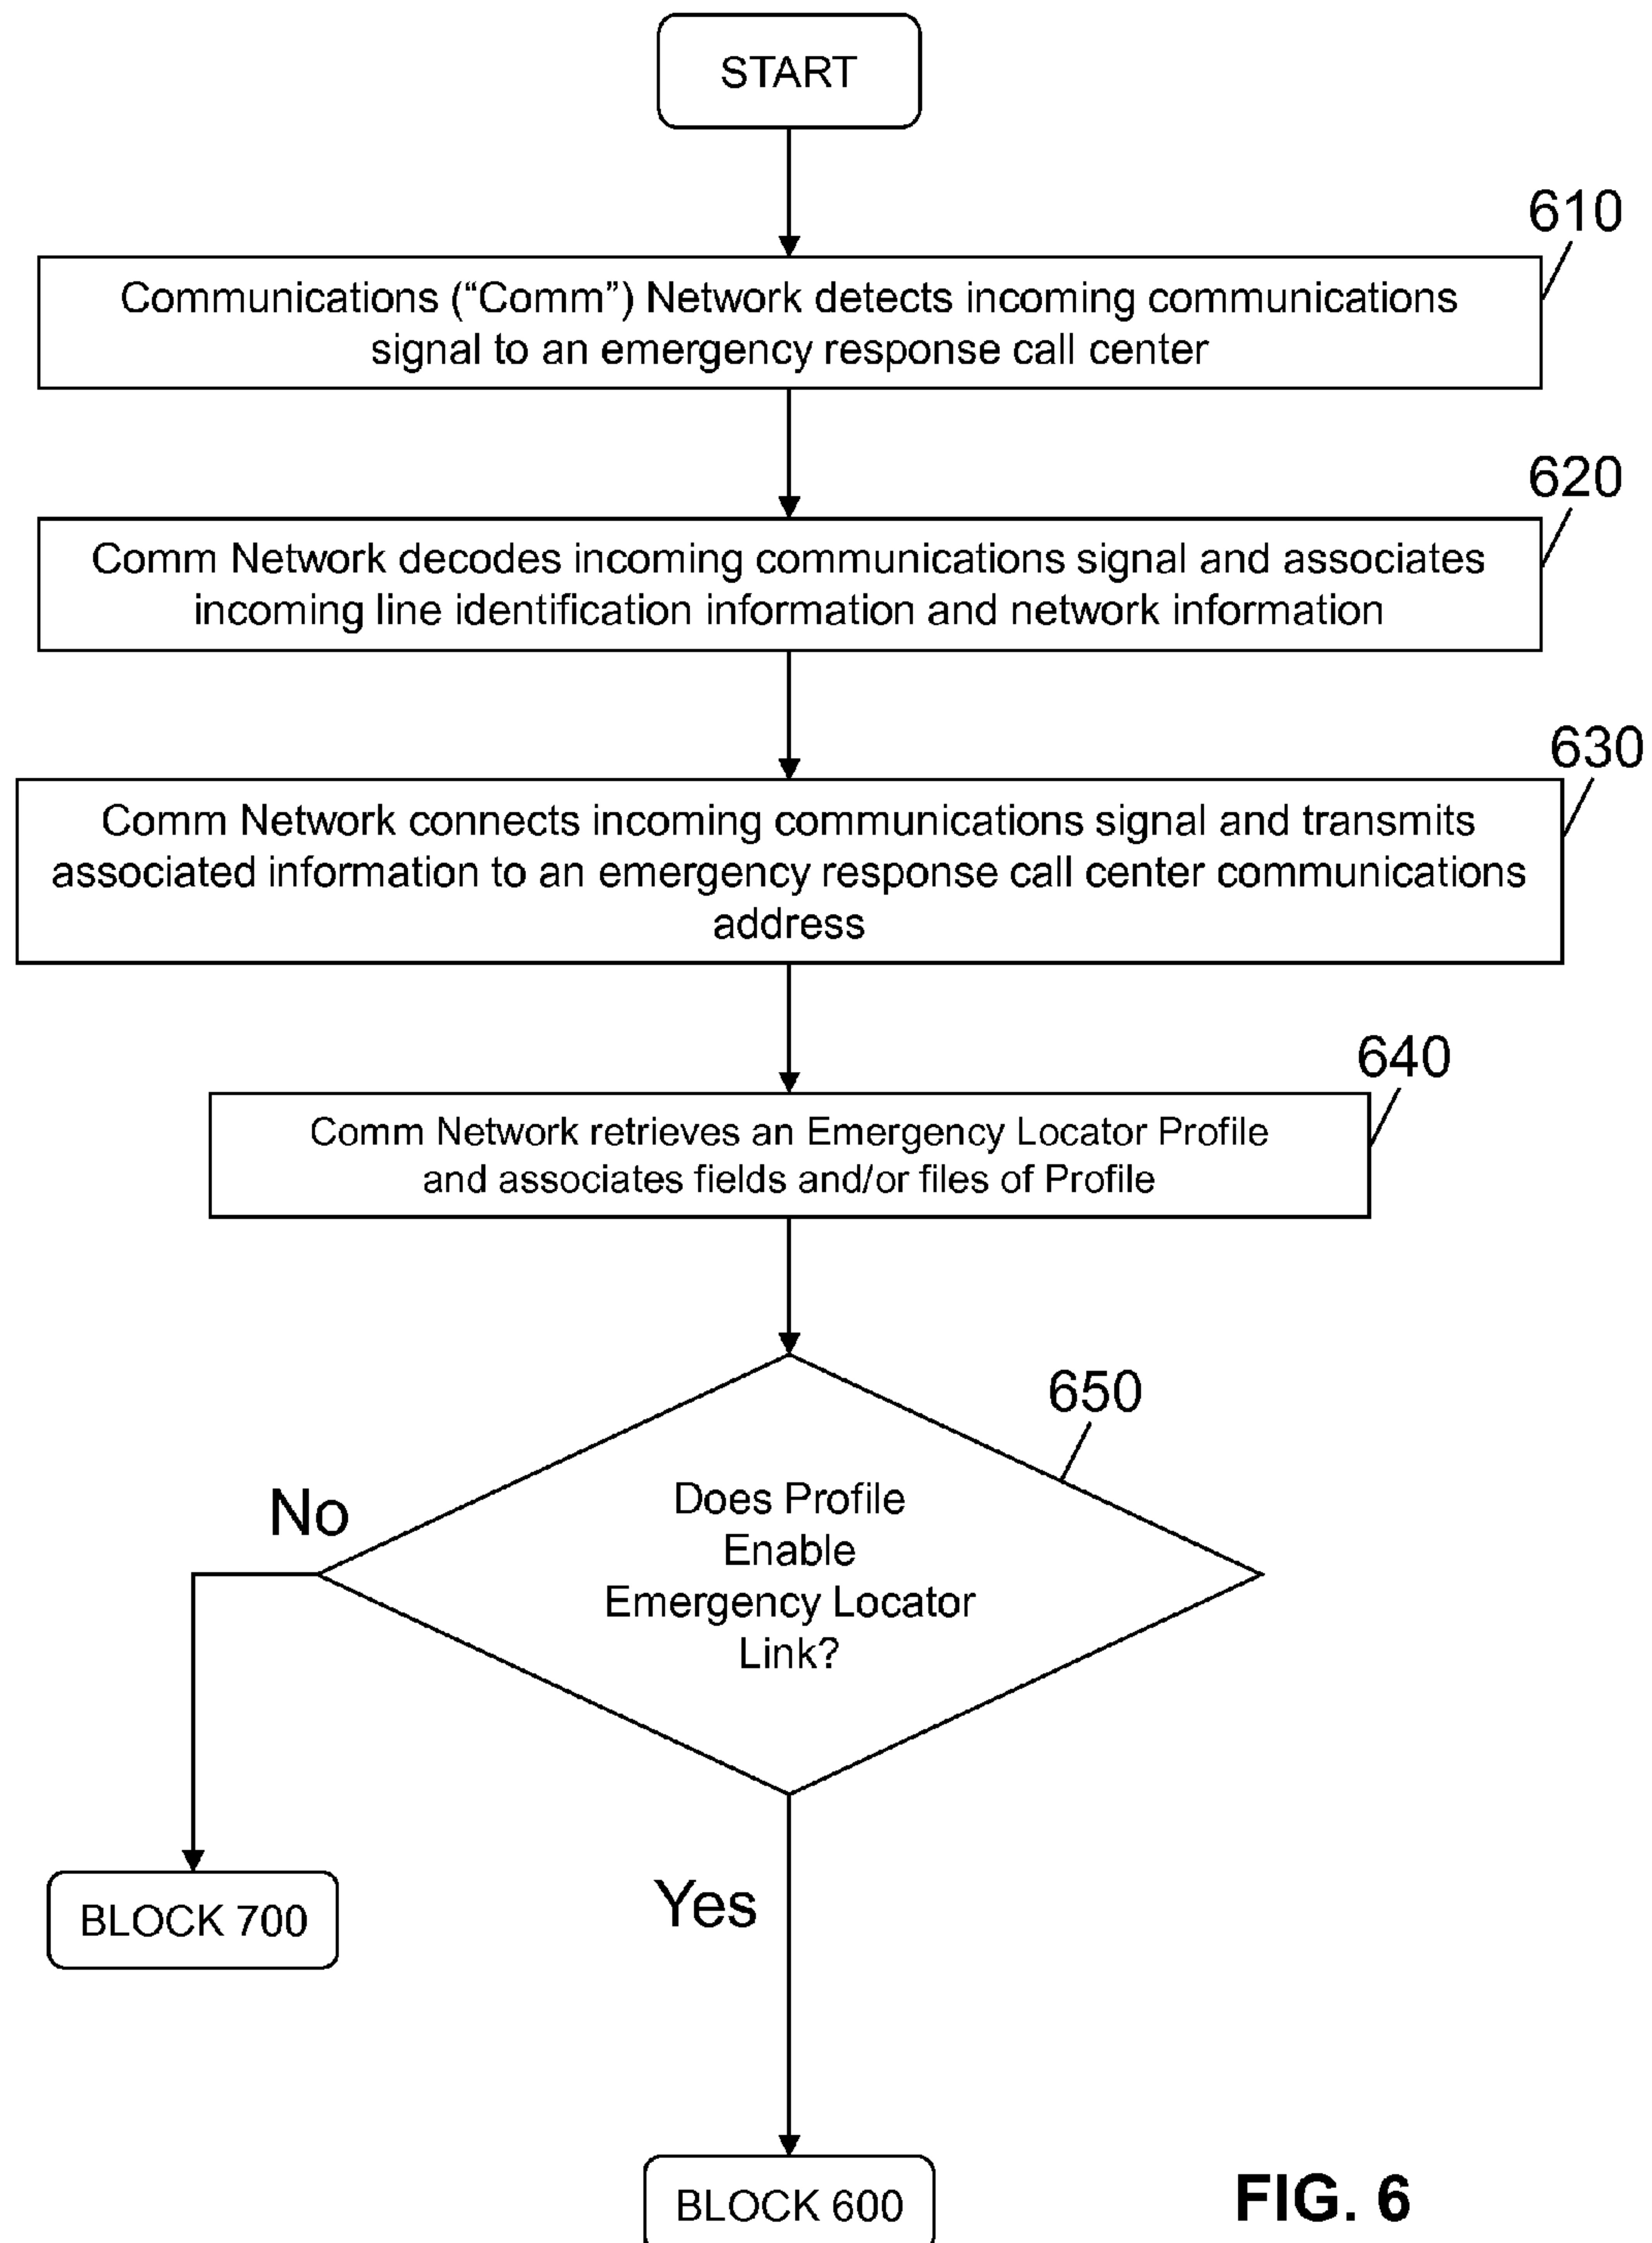 START
610
Communications (“Comm”) Network detects incoming communications
signal to an emergency response call center
620
Comm Network decodes incoming communications signal and associates
incoming line identification information and network information
630
Comm Network connects incoming communications signal and transmits
associated information to an emergency response call center communications
address
640
Comm Network retrieves an Emergency Locator Profile
and associates fields and/or files of Profile
650
Does Profile
Enable
Emergency Locator
Link?
No
Yes
BLOCK 700
BLOCK 600
FIG. 6